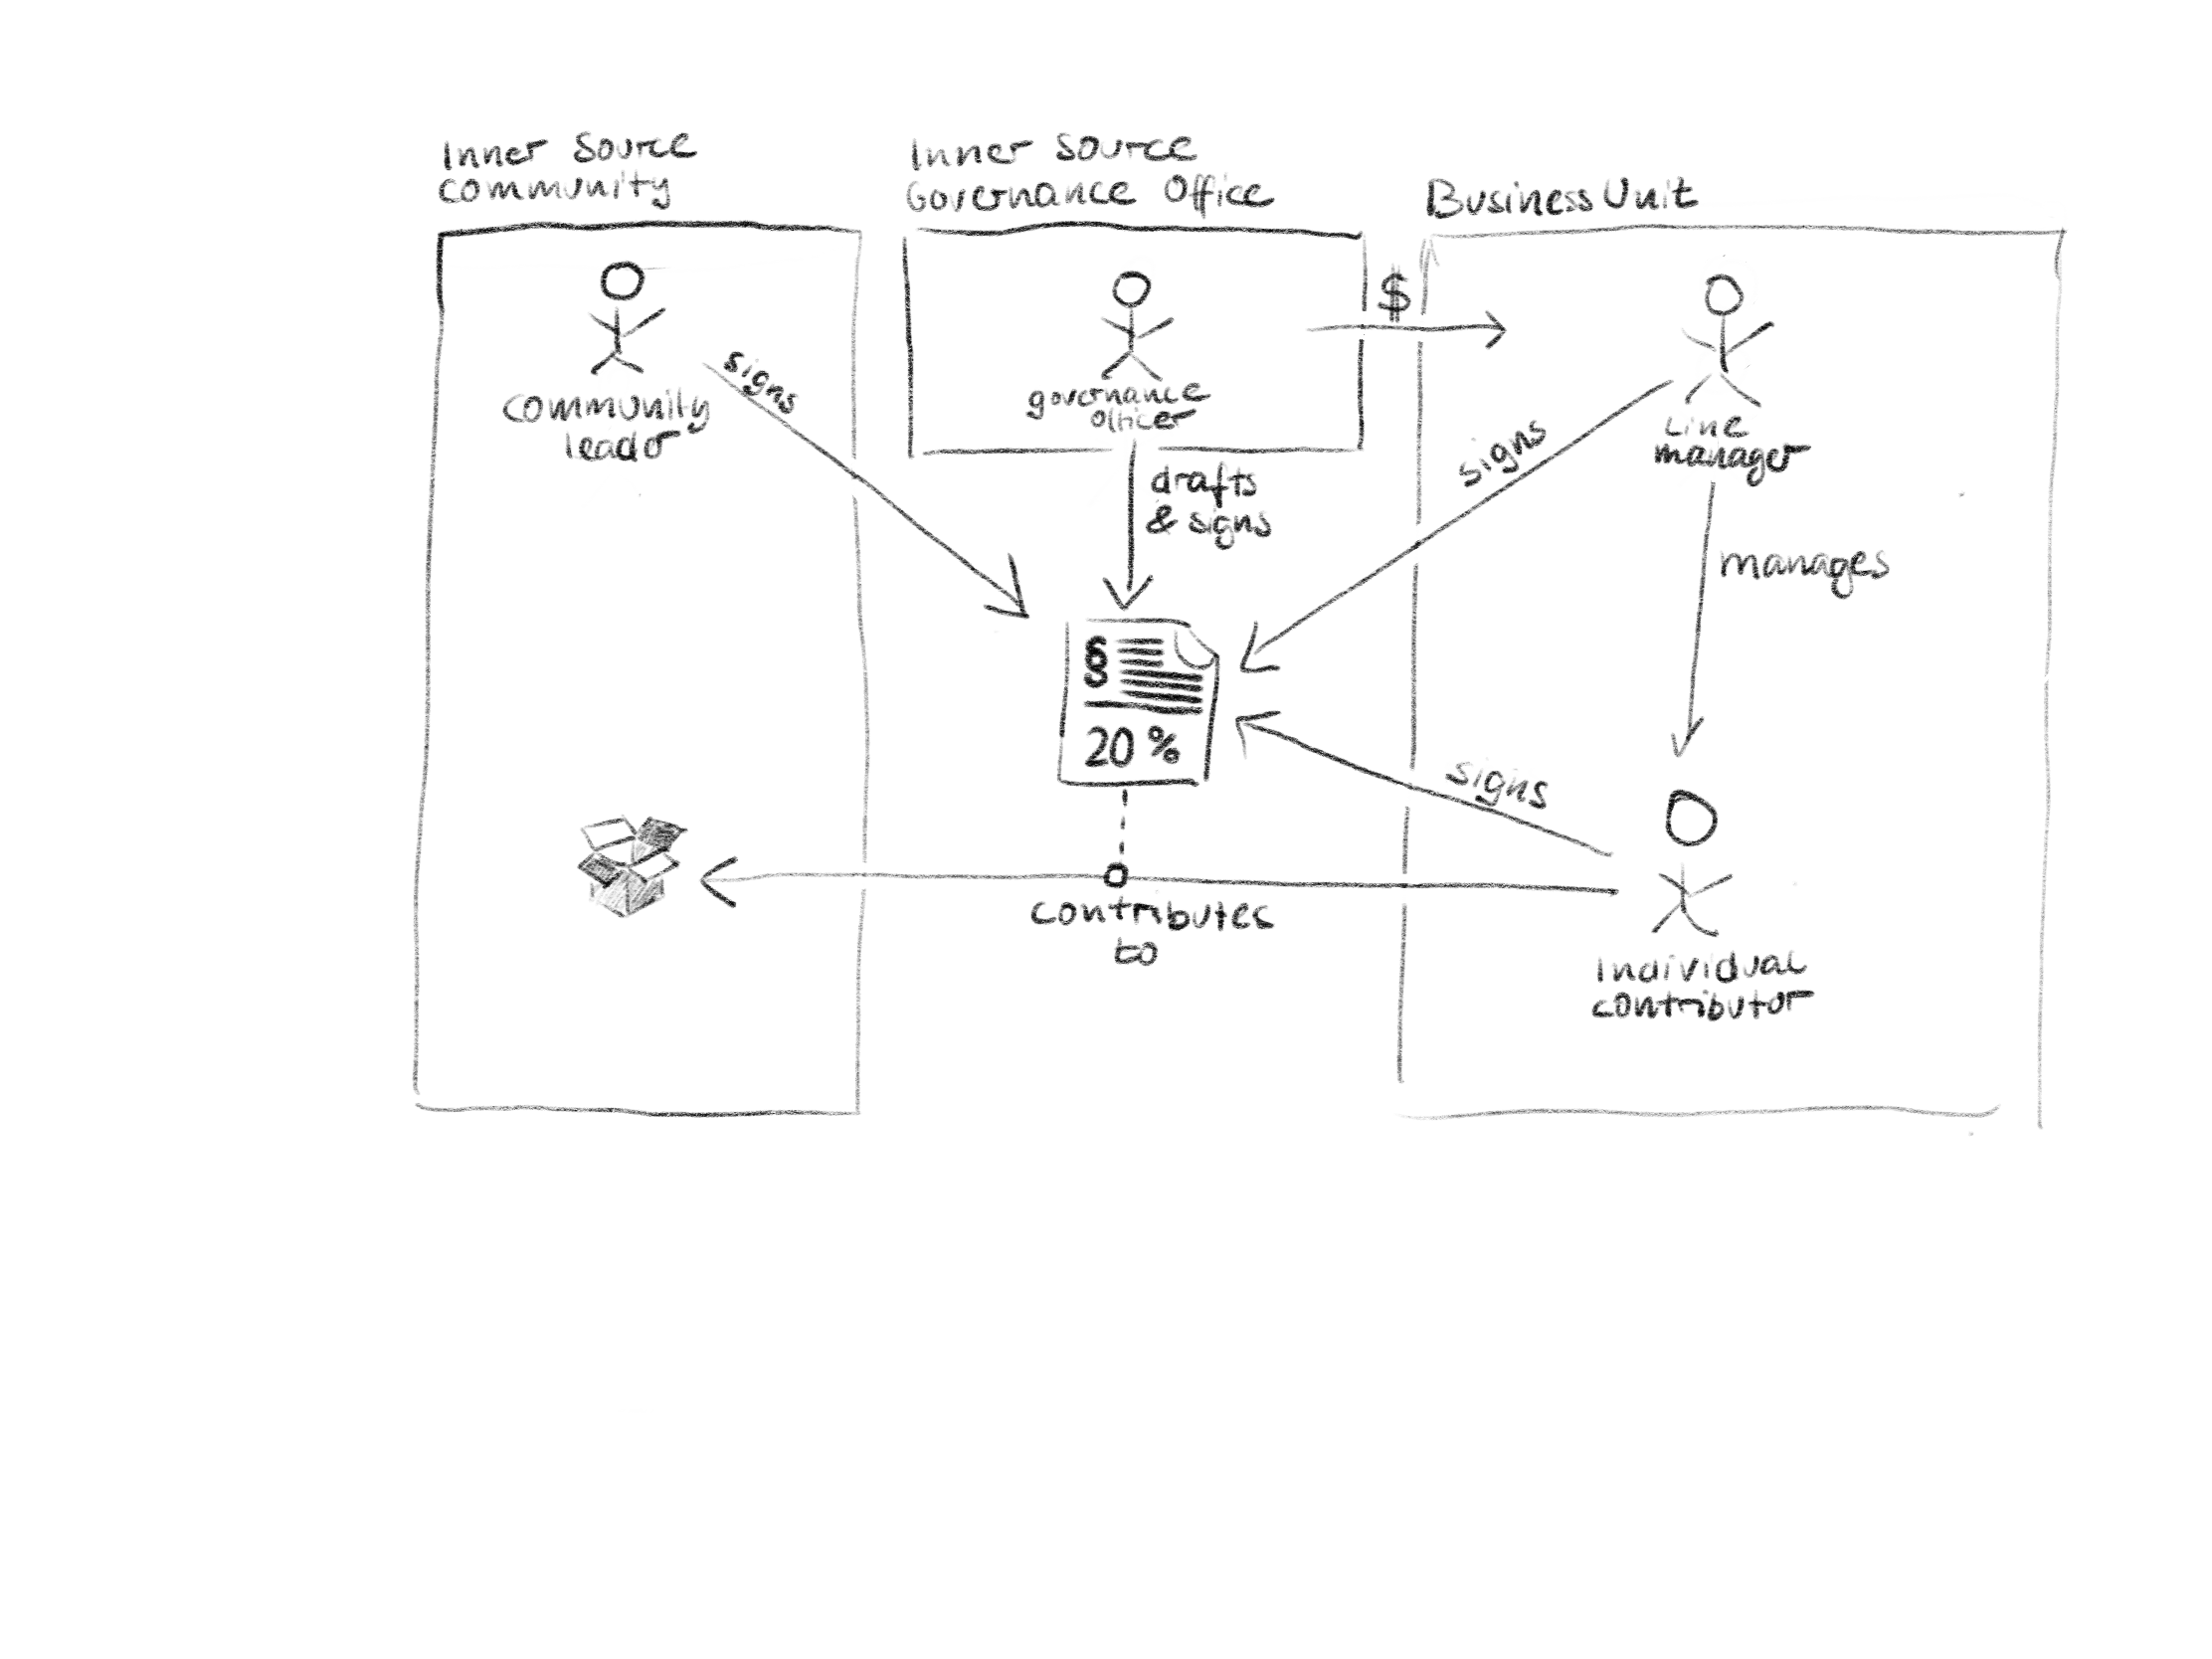 Inner Source
Community
Inner Source
Governance Office
Business Unit
community
leader
signs
governance
officer
$
Line
manager
drafts
& signs
signs
manages
§
20 %
signs
contributes
to
Individual
contributor